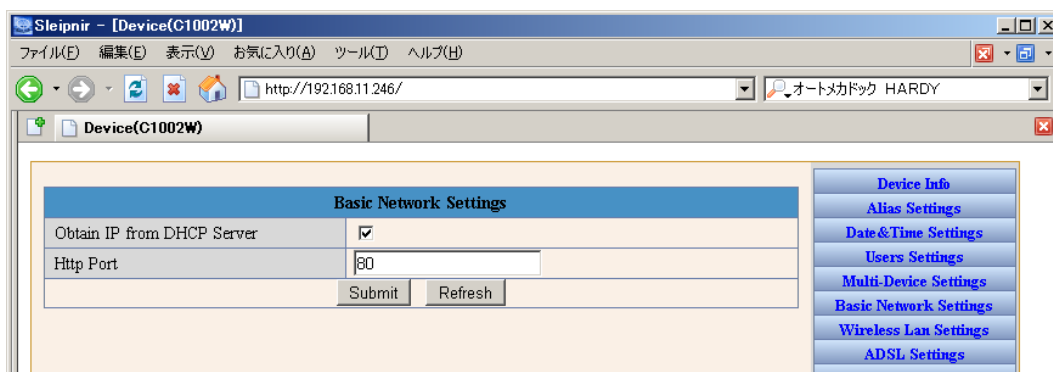 Sleipnir - [Device(C1002W)]
ファイル(F) 編集(E) 表示(V) お気に入り(A) ツール(T) ヘルプ(H)
http://192.168.11.246/ オートメカドック HARDY
Device(C1002W)
Basic Network Settings
Obtain IP from DHCP Server
Http Port 80
Submit Refresh
Device Info
Alias Settings
Date&Time Settings
Users Settings
Multi-Device Settings
Basic Network Settings
Wireless Lan Settings
ADSL Settings